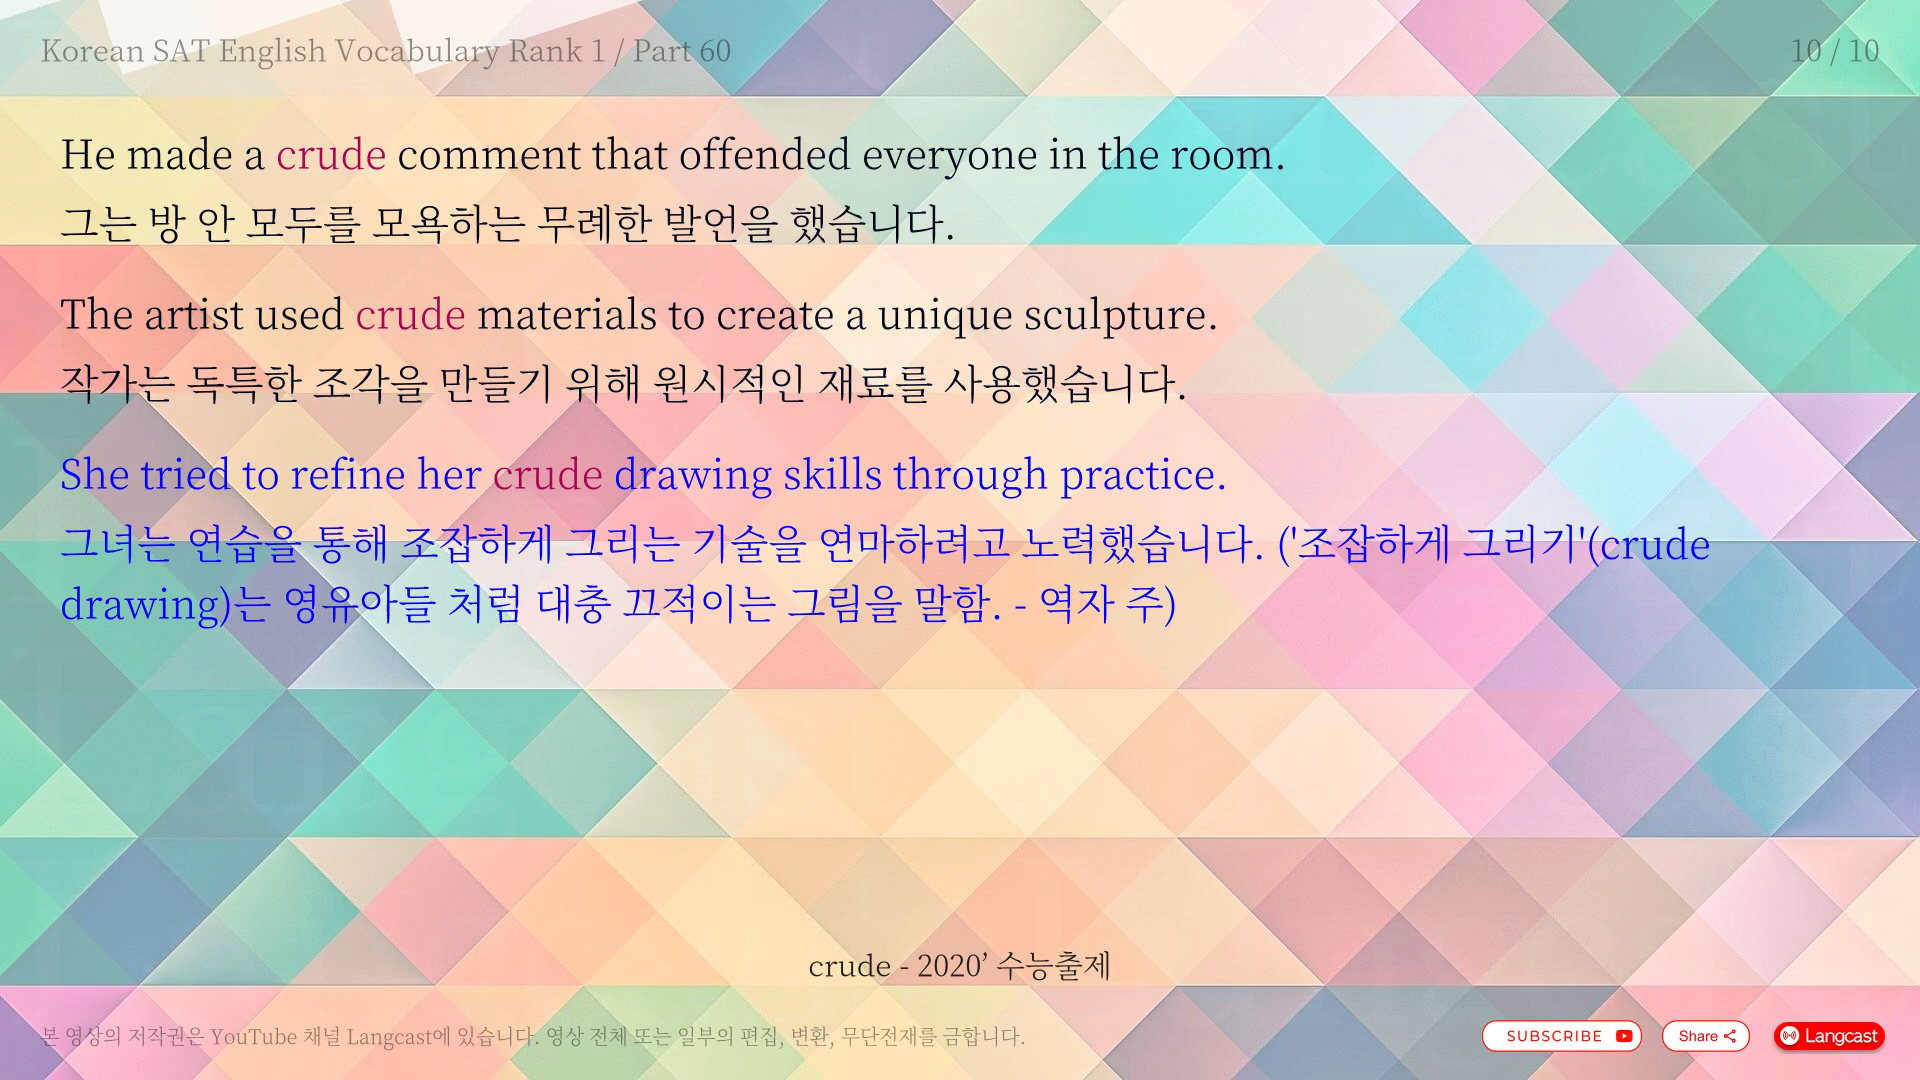 Korean SAT English Vocabulary Rank 1 / Part 60
10 / 10
He made a crude comment that offended everyone in the room.
그는 방 안 모두를 모욕하는 무례한 발언을 했습니다.
The artist used crude materials to create a unique sculpture.
작가는 독특한 조각을 만들기 위해 원시적인 재료를 사용했습니다.
She tried to refine her crude drawing skills through practice.
그녀는 연습을 통해 조잡하게 그리는 기술을 연마하려고 노력했습니다. ('조잡하게 그리기'(crude
drawing)는 영유아들 처럼 대충 끄적이는 그림을 말함. - 역자 주)
crude - 2020’ 수능출제
본 영상의 저작권은 YouTube 채널 Langcast에 있습니다. 영상 전체 또는 일부의 편집, 변환, 무단전재를 금합니다.
SUBSCRIBE
Share
Langcast